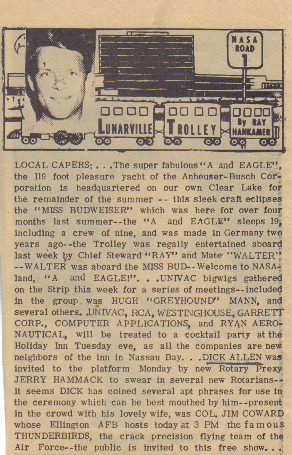 NASA
ROAD
1
LUNARVILLE TROLLEY By RAY
HANKAMER
LOCAL CAPERS: . . .The super fabulous "A and EAGLE",
the 119 foot pleasure yacht of the Anheuser-Busch Cor-
poration is headquartered on our own Clear Lake for
the remainder of the summer -- this sleek craft eclipses
the "MISS BUDWEISER" which was here for over four
months last summer--the "A and EAGLE" sleeps 19,
including a crew of nine, and was made in Germany two
years ago--the Trolley was regally entertained aboard
last week by Chief Steward "RAY" and Mate "WALTER"
--WALTER was aboard the MISS BUD--Welcome to NASA-
land, "A and EAGLE!". . .UNIVAC bigwigs gathered
on the Strip this week for a series of meetings--included
in the group was HUGH "GREYHOUND" MANN, and
several others. UNIVAC, RCA, WESTINGHOUSE, GARRETT
CORP., COMPUTER APPLICATIONS, and RYAN AERO-
NAUTICAL, will be treated to a cocktail party at the
Holiday Inn Tuesday eve, as all the companies are new
neighbors of the inn in Nassau Bay. . .DICK ALLEN was
invited to the platform Monday by new Rotary Prexy
JERRY HAMMACK to swear in several new Rotarians--
it seems DICK has coined several apt phrases for use in
the ceremony which can be best mouthed by him--present
in the crowd with his lovely wife, was COL. JIM COWARD
whose Ellington AFB hosts today at 3 PM the famous
THUNDERBIRDS, the crack precision flying team of the
Air Force--the public is invited to this free show...